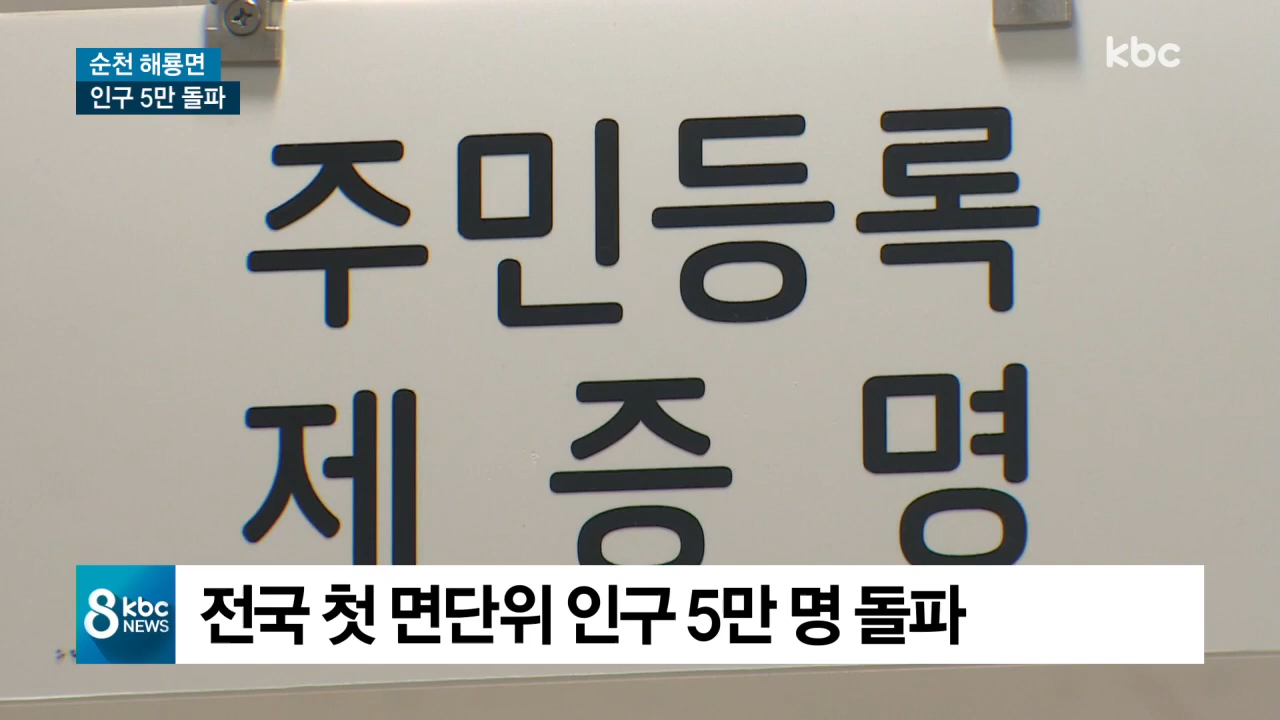 순천 해룡면
인구 5만 돌파
kbc
주민등록
제 증 명
8 kbc NEWS
전국 첫 면단위 인구 5만 명 돌파